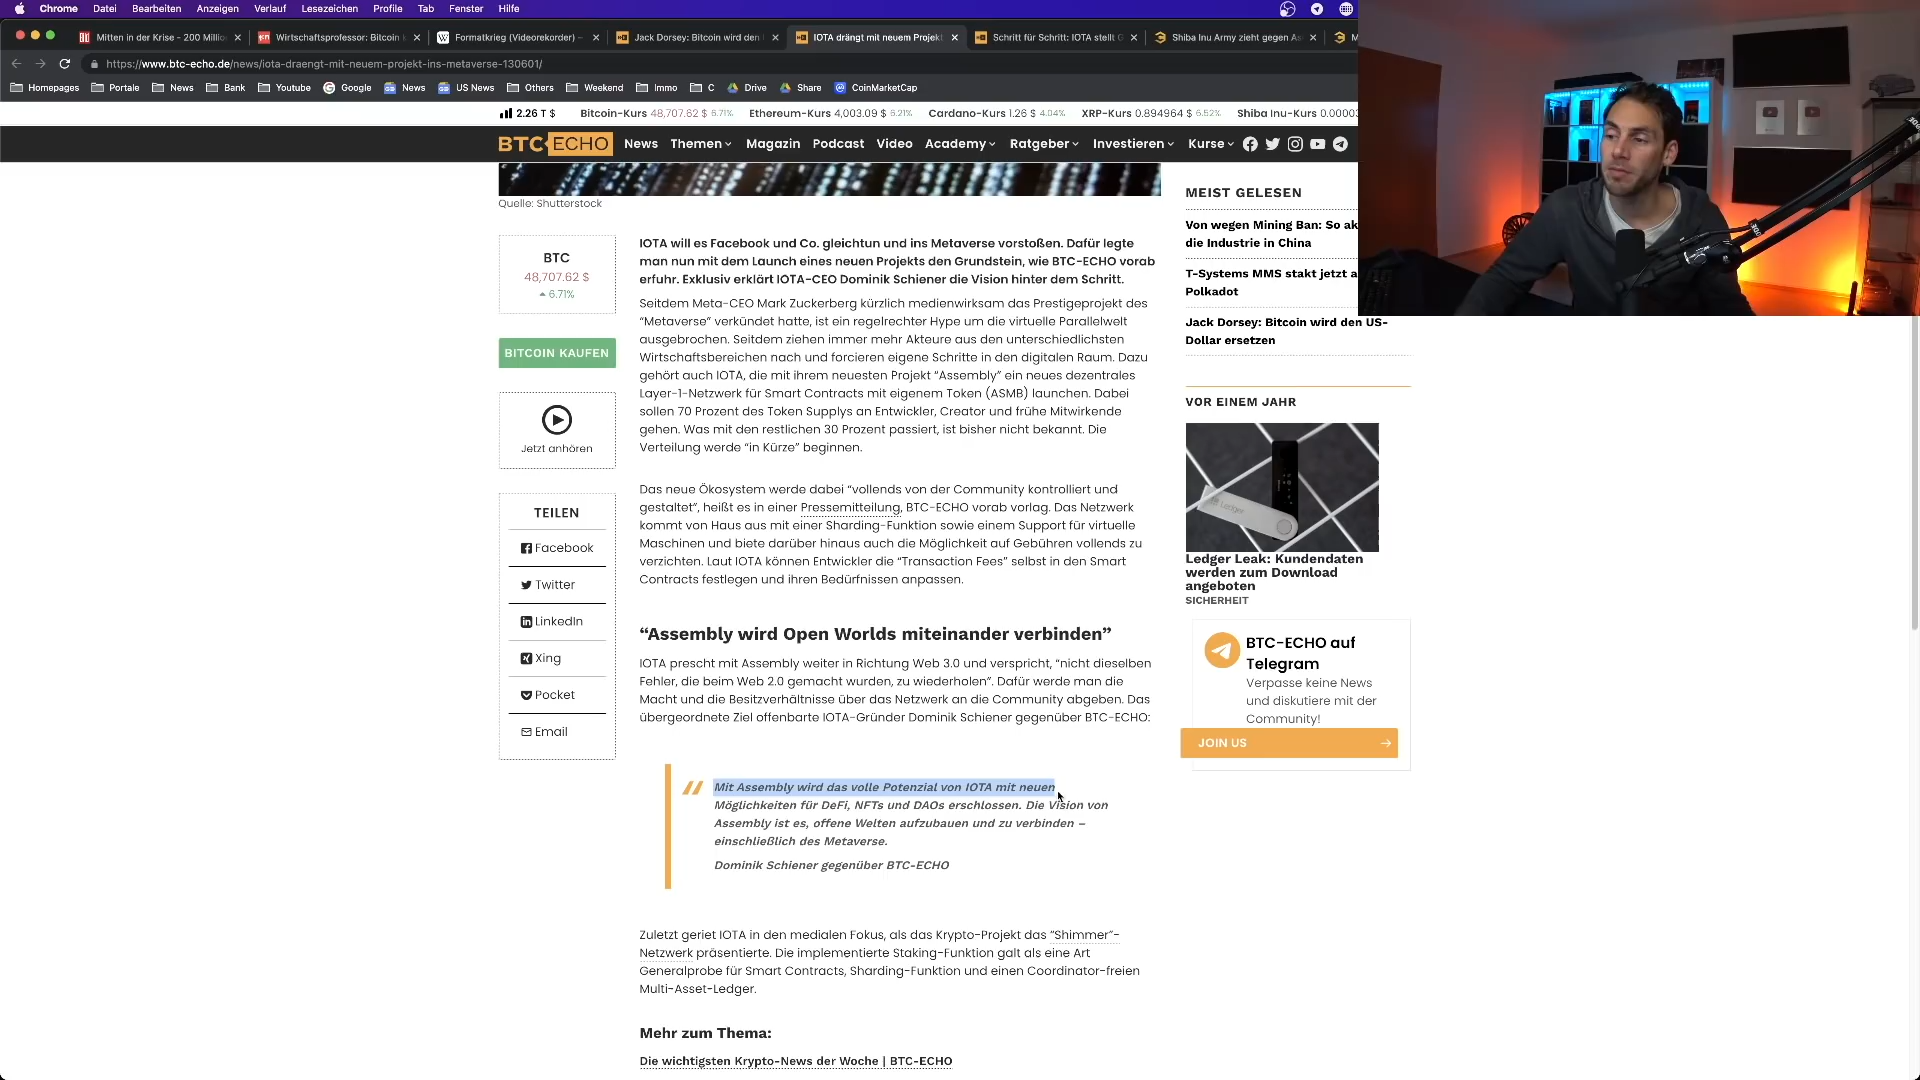 Chrome Datei Bearbeiten Anzeigen Verlauf Lesezeichen Profile Tab Fenster Hilfe
Mitten in der Krise - 200 Millio
Wirtschaftsprofessor: Bitcoin
Formatkrieg (Videorekorder) –
Jack Dorsey: Bitcoin wird den
IOTA drängt mit neuem Projekt
Schritt für Schritt: IOTA stellt
Shiba Inu Army zieht gegen
https://www.btc-echo.de/news/iota-draengt-mit-neuem-projekt-ins-metaverse-130601/
Homepages Portale News Bank Youtube Google News US News Others Weekend Immo C Drive Share CoinMarketCap
2.26 T $ Bitcoin-Kurs 48,707.62 $ 6.71% Ethereum-Kurs 4,003.09 $ 6.21% Cardano-Kurs 1.26 $ 4.04% XRP-Kurs 0.894964 $ 6.52% Shiba Inu-Kurs 0.00003
BTC-ECHO News Themen Magazin Podcast Video Academy Ratgeber Investieren Kurse
Quelle: Shutterstock
BTC
48,707.62 $
6.71%
BITCOIN KAUFEN
Jetzt anhören
TEILEN
Facebook
Twitter
LinkedIn
Xing
Pocket
Email
IOTA will es Facebook und Co. gleichtun und ins Metaverse vorstoßen. Dafür legte
man nun mit dem Launch eines neuen Projekts den Grundstein, wie BTC-ECHO vorab
erfuhr. Exklusiv erklärt IOTA-CEO Dominik Schiener die Vision hinter dem Schritt.
Seitdem Meta-CEO Mark Zuckerberg kürzlich medienwirksam das Prestigeprojekt des
“Metaverse” verkündet hatte, ist ein regelrechter Hype um die virtuelle Parallelwelt
ausgebrochen. Seitdem ziehen immer mehr Akteure aus den unterschiedlichsten
Wirtschaftsbereichen nach und forcieren eigene Schritte in den digitalen Raum. Dazu
gehört auch IOTA, die mit ihrem neuesten Projekt “Assembly” ein neues dezentrales
Layer-1-Netzwerk für Smart Contracts mit eigenem Token (ASMB) launchen. Dabei
sollen 70 Prozent des Token Supplys an Entwickler, Creator und frühe Mitwirkende
gehen. Was mit den restlichen 30 Prozent passiert, ist bisher nicht bekannt. Die
Verteilung werde “in Kürze” beginnen.
Das neue Ökosystem werde dabei “vollends von der Community kontrolliert und
gestaltet”, heißt es in einer Pressemitteilung, BTC-ECHO vorab vorlag. Das Netzwerk
kommt von Haus aus mit einer Sharding-Funktion sowie einem Support für virtuelle
Maschinen und biete darüber hinaus auch die Möglichkeit auf Gebühren vollends zu
verzichten. Laut IOTA können Entwickler die “Transaction Fees” selbst in den Smart
Contracts festlegen und ihren Bedürfnissen anpassen.
“Assembly wird Open Worlds miteinander verbinden”
IOTA prescht mit Assembly weiter in Richtung Web 3.0 und verspricht, “nicht dieselben
Fehler, die beim Web 2.0 gemacht wurden, zu wiederholen”. Dafür werde man die
Macht und die Besitzverhältnisse über das Netzwerk an die Community abgeben. Das
übergeordnete Ziel offenbarte IOTA-Gründer Dominik Schiener gegenüber BTC-ECHO:
Mit Assembly wird das volle Potenzial von IOTA mit neuen
Möglichkeiten für DeFi, NFTs und DAOs erschlossen. Die Vision von
Assembly ist es, offene Welten aufzubauen und zu verbinden –
einschließlich des Metaverse.
Dominik Schiener gegenüber BTC-ECHO
Zuletzt geriet IOTA in den medialen Fokus, als das Krypto-Projekt das “Shimmer”-
Netzwerk präsentierte. Die implementierte Staking-Funktion galt als eine Art
Generalprobe für Smart Contracts, Sharding-Funktion und einen Coordinator-freien
Multi-Asset-Ledger.
Mehr zum Thema:
Die wichtigsten Krypto-News der Woche | BTC-ECHO
MEIST GELESEN
Von wegen Mining Ban: So ak
die Industrie in China
T-Systems MMS stakt jetzt a
Polkadot
Jack Dorsey: Bitcoin wird den US-
Dollar ersetzen
VOR EINEM JAHR
Ledger
Ledger Leak: Kundendaten
werden zum Download
angeboten
SICHERHEIT
BTC-ECHO auf
Telegram
Verpasse keine News
und diskutiere mit der
Community!
JOIN US